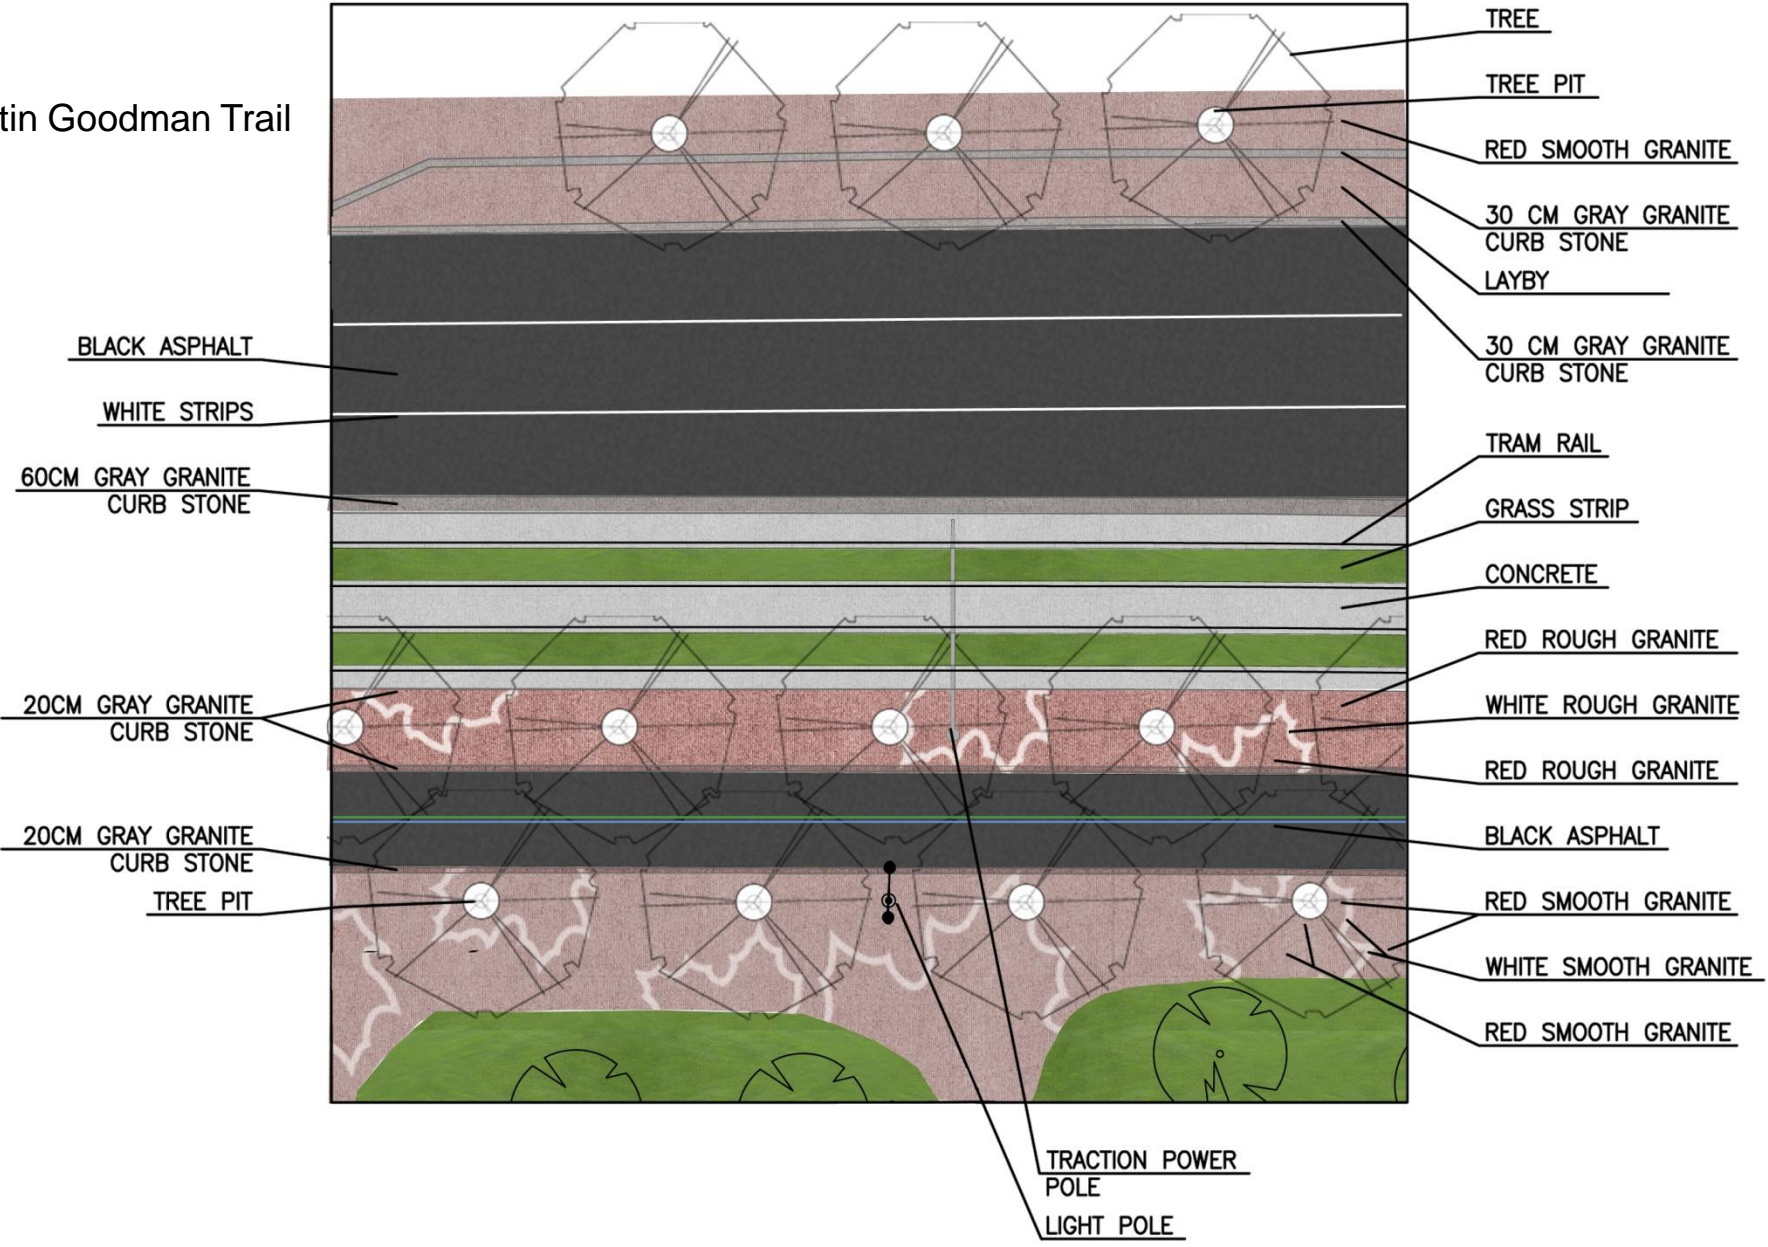 tin Goodman Trail
BLACK ASPHALT
WHITE STRIPS
60CM GRAY GRANITE
CURB STONE
20CM GRAY GRANITE
CURB STONE
20CM GRAY GRANITE
CURB STONE
TREE PIT
TREE
TREE PIT
RED SMOOTH GRANITE
30 CM GRAY GRANITE
CURB STONE
LAYBY
30 CM GRAY GRANITE
CURB STONE
TRAM RAIL
GRASS STRIP
CONCRETE
RED ROUGH GRANITE
WHITE ROUGH GRANITE
RED ROUGH GRANITE
BLACK ASPHALT
RED SMOOTH GRANITE
WHITE SMOOTH GRANITE
RED SMOOTH GRANITE
TRACTION POWER
POLE
LIGHT POLE